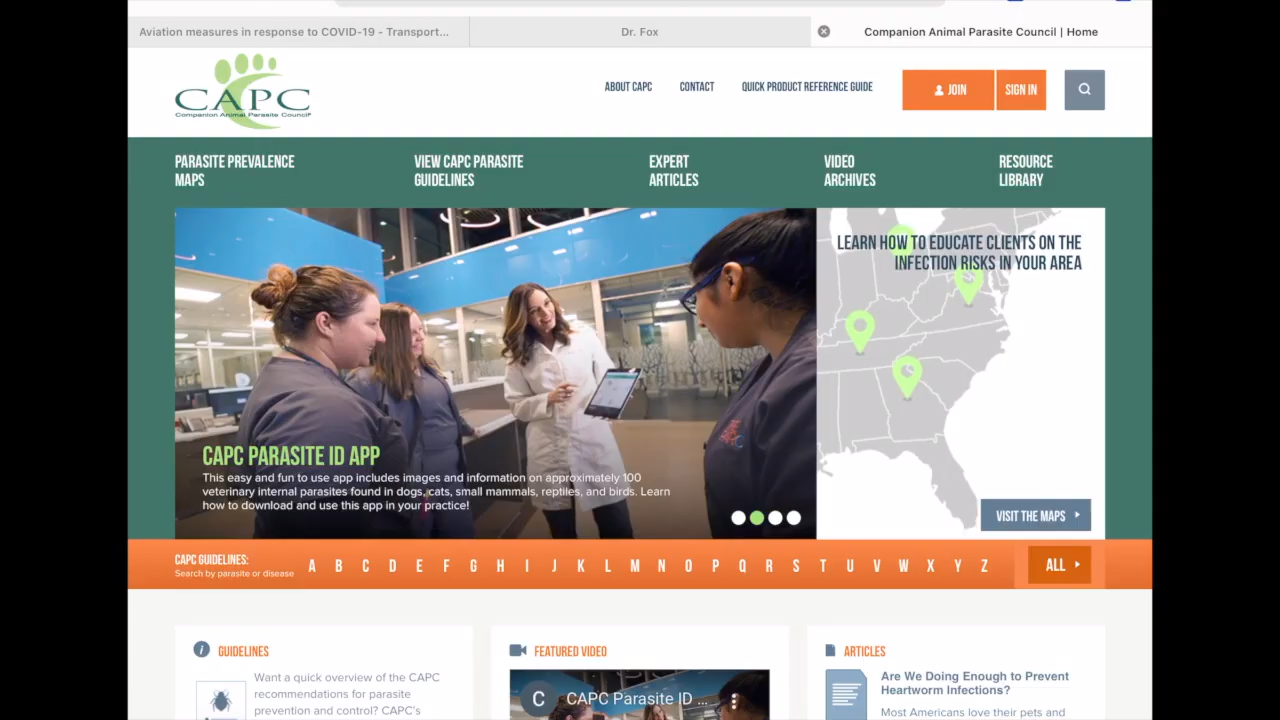 Aviation measures in response to COVID-19 - Transport...
Dr. Fox
Companion Animal Parasite Council | Home
CAPC
Companion Animal Parasite Council
ABOUT CAPC
CONTACT
QUICK PRODUCT REFERENCE GUIDE
JOIN
SIGN IN
PARASITE PREVALENCE
MAPS
VIEW CAPC PARASITE
GUIDELINES
EXPERT
ARTICLES
VIDEO
ARCHIVES
RESOURCE
LIBRARY
LEARN HOW TO EDUCATE CLIENTS ON THE
INFECTION RISKS IN YOUR AREA
CAPC PARASITE ID APP
This easy and fun to use app includes images and information on approximately 100
veterinary internal parasites found in dogs, cats, small mammals, reptiles, and birds. Learn
how to download and use this app in your practice!
VISIT THE MAPS
CAPC GUIDELINES:
Search by parasite or disease
A B C D E F G H I J K L M N O P Q R S T U V W X Y Z
ALL
GUIDELINES
Want a quick overview of the CAPC
recommendations for parasite
prevention and control? CAPC's
FEATURED VIDEO
C CAPC Parasite ID ...
ARTICLES
Are We Doing Enough to Prevent
Heartworm Infections?
Most Americans love their pets and